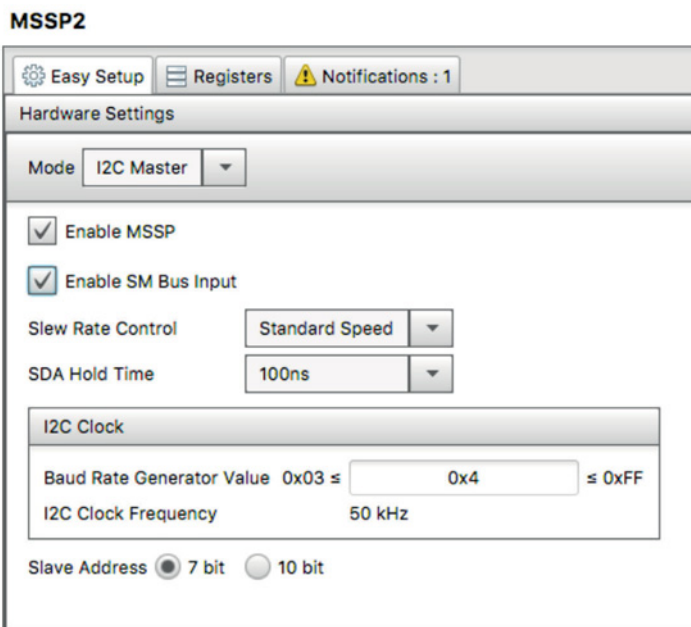 MSSP2
Easy Setup Registers Notifications : 1
Hardware Settings
Mode I2C Master
Enable MSSP
Enable SM Bus Input
Slew Rate Control Standard Speed
SDA Hold Time 100ns
I2C Clock
Baud Rate Generator Value 0x03 ≤ 0x4 ≤ 0xFF
I2C Clock Frequency 50 kHz
Slave Address 7 bit 10 bit